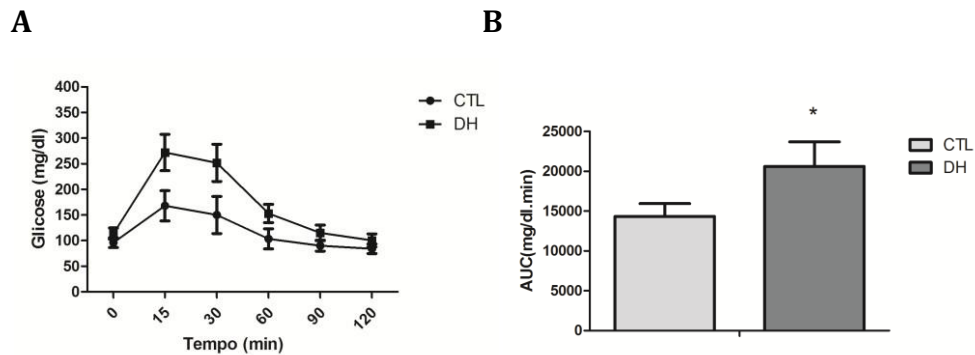 A
B
400
350
300
250
200
150
100
50
0
Glicose (mg/dl)
0
15
30
60
90
120
Tempo (min)
CTL
DH
*
25000
20000
15000
10000
5000
0
AUC(mg/dl.min)
CTL
DH